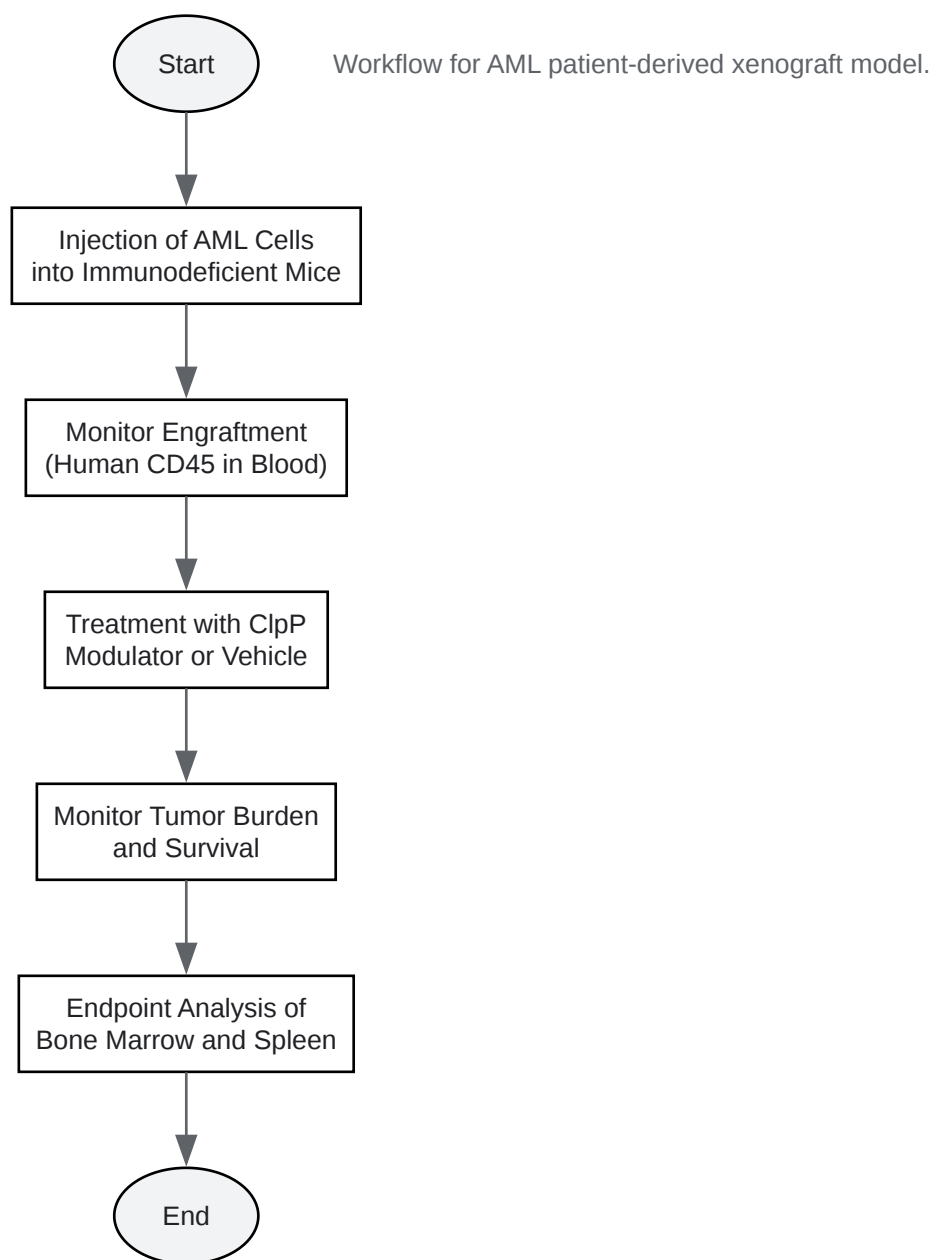 Start
Workflow for AML patient-derived xenograft model.
Injection of AML Cells
into Immunodeficient Mice
Monitor Engraftment
(Human CD45 in Blood)
Treatment with ClpP
Modulator or Vehicle
Monitor Tumor Burden
and Survival
Endpoint Analysis of
Bone Marrow and Spleen
End